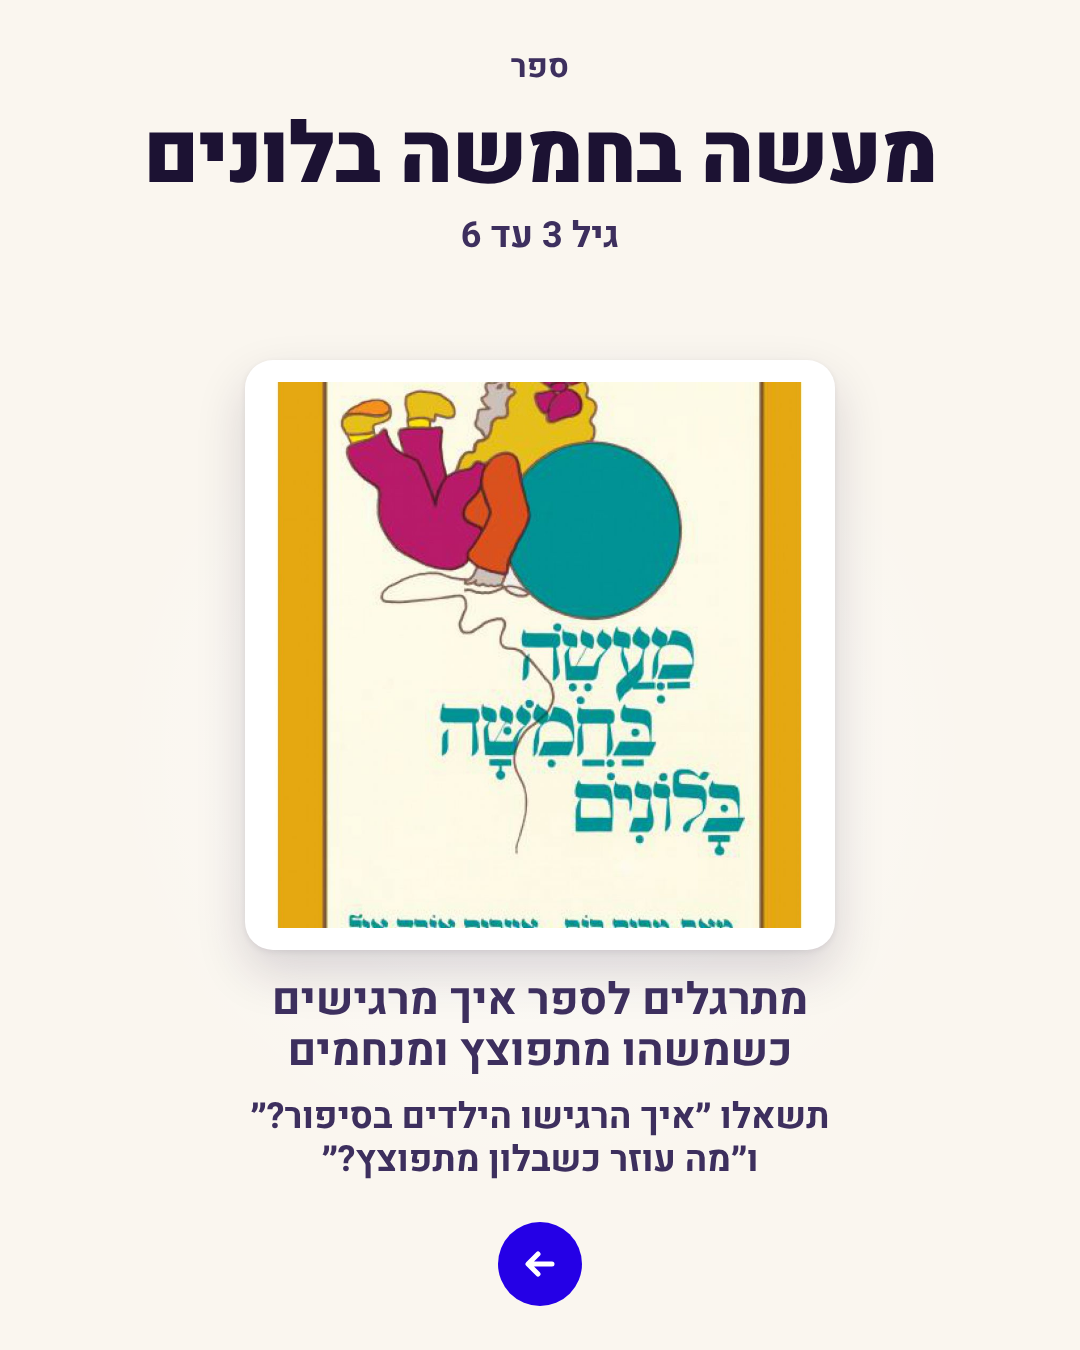 ספר
מעשה בחמשה בלונים
גיל 3 עד 6
מַעֲשֶׂה
בַּחֲמִשָּׁה
בָּלוֹנִים
מתרגלים לספר איך מרגישים
כשמשהו מתפוצץ ומנחמים
תשאלו ״איך הרגישו הילדים בסיפור?״
ו״מה עוזר כשבלון מתפוצץ?״